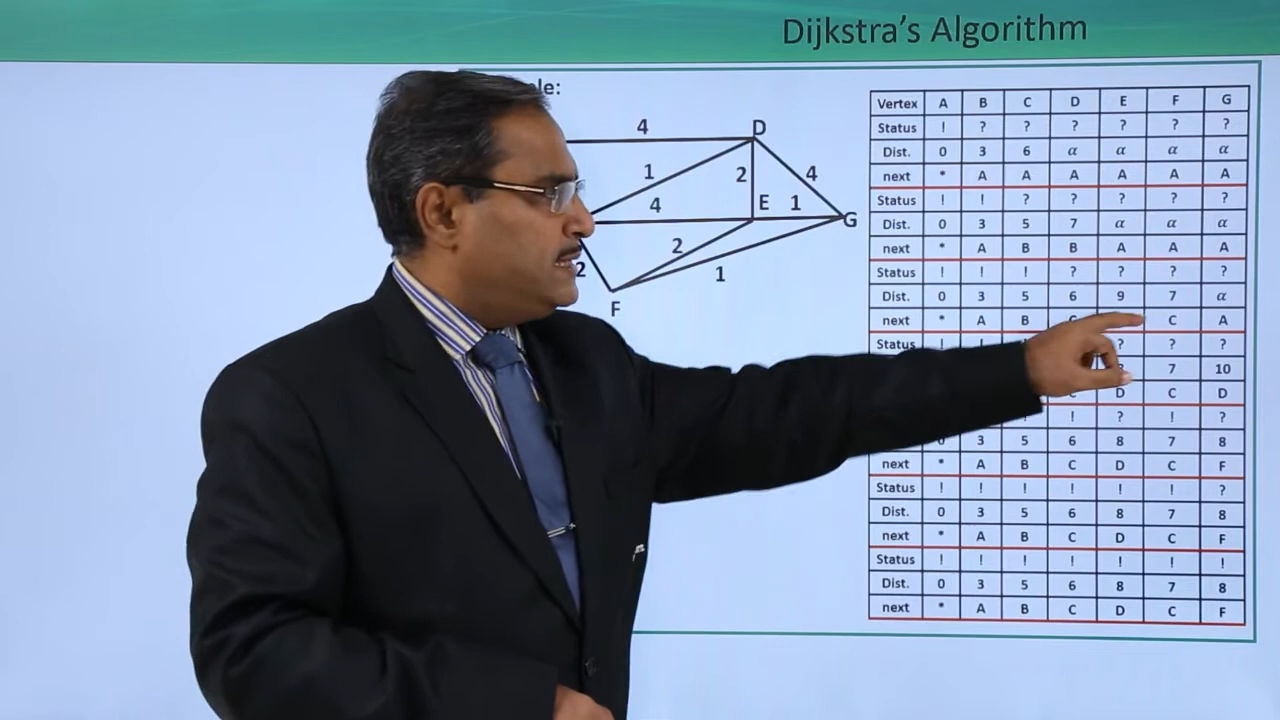 Dijkstra's Algorithm
4
D
1
2
4
4
E
1
G
2
2
1
F
Vertex A B C D E F G
Status ! ? ? ? ? ? ?
Dist. 0 3 6 α α α α
next * A A A A A A
Status ! ! ? ? ? ? ?
Dist. 0 3 5 7 α α α
next * A B B A A A
Status ! ! ! ? ? ? ?
Dist. 0 3 5 6 9 7 α
next * A B C A
Status ! ? ? ?
7 10
D C D
! ? ! ?
3 5 6 8 7 8
next * A B C D C F
Status ! ! ! ! ! ! ?
Dist. 0 3 5 6 8 7 8
next * A B C D C F
Status ! ! ! ! ! ! !
Dist. 0 3 5 6 8 7 8
next * A B C D C F